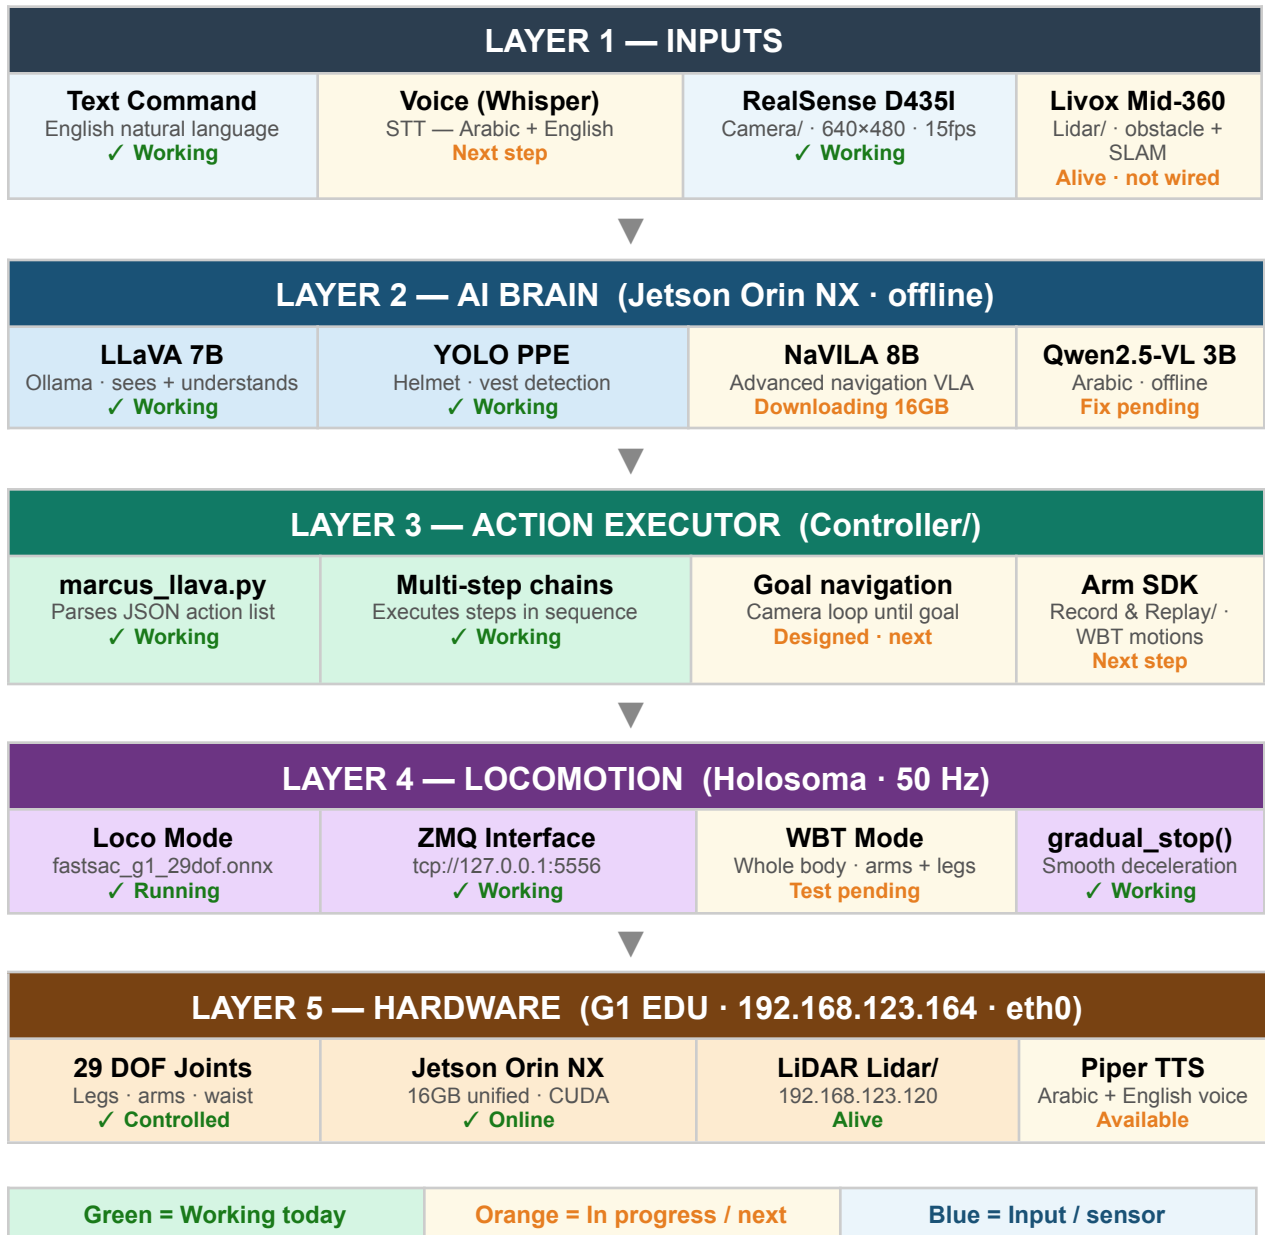 LAYER 1 — INPUTS
Text Command
English natural language
✓ Working
Voice (Whisper)
STT — Arabic + English
Next step
RealSense D435I
Camera/ · 640×480 · 15fps
✓ Working
Livox Mid-360
Lidar/ · obstacle +
SLAM
Alive · not wired
LAYER 2 — AI BRAIN (Jetson Orin NX · offline)
LLaVA 7B
Ollama · sees + understands
✓ Working
YOLO PPE
Helmet · vest detection
✓ Working
NaVILA 8B
Advanced navigation VLA
Downloading 16GB
Qwen2.5-VL 3B
Arabic · offline
Fix pending
LAYER 3 — ACTION EXECUTOR (Controller/)
marcus_llava.py
Parses JSON action list
✓ Working
Multi-step chains
Executes steps in sequence
✓ Working
Goal navigation
Camera loop until goal
Designed · next
Arm SDK
Record & Replay/ ·
WBT motions
Next step
LAYER 4 — LOCOMOTION (Holosoma · 50 Hz)
Loco Mode
fastsac_g1_29dof.onnx
✓ Running
ZMQ Interface
tcp://127.0.0.1:5556
✓ Working
WBT Mode
Whole body · arms + legs
Test pending
gradual_stop()
Smooth deceleration
✓ Working
LAYER 5 — HARDWARE (G1 EDU · 192.168.123.164 · eth0)
29 DOF Joints
Legs · arms · waist
✓ Controlled
Jetson Orin NX
16GB unified · CUDA
✓ Online
LiDAR Lidar/
192.168.123.120
Alive
Piper TTS
Arabic + English voice
Available
Green = Working today
Orange = In progress / next
Blue = Input / sensor